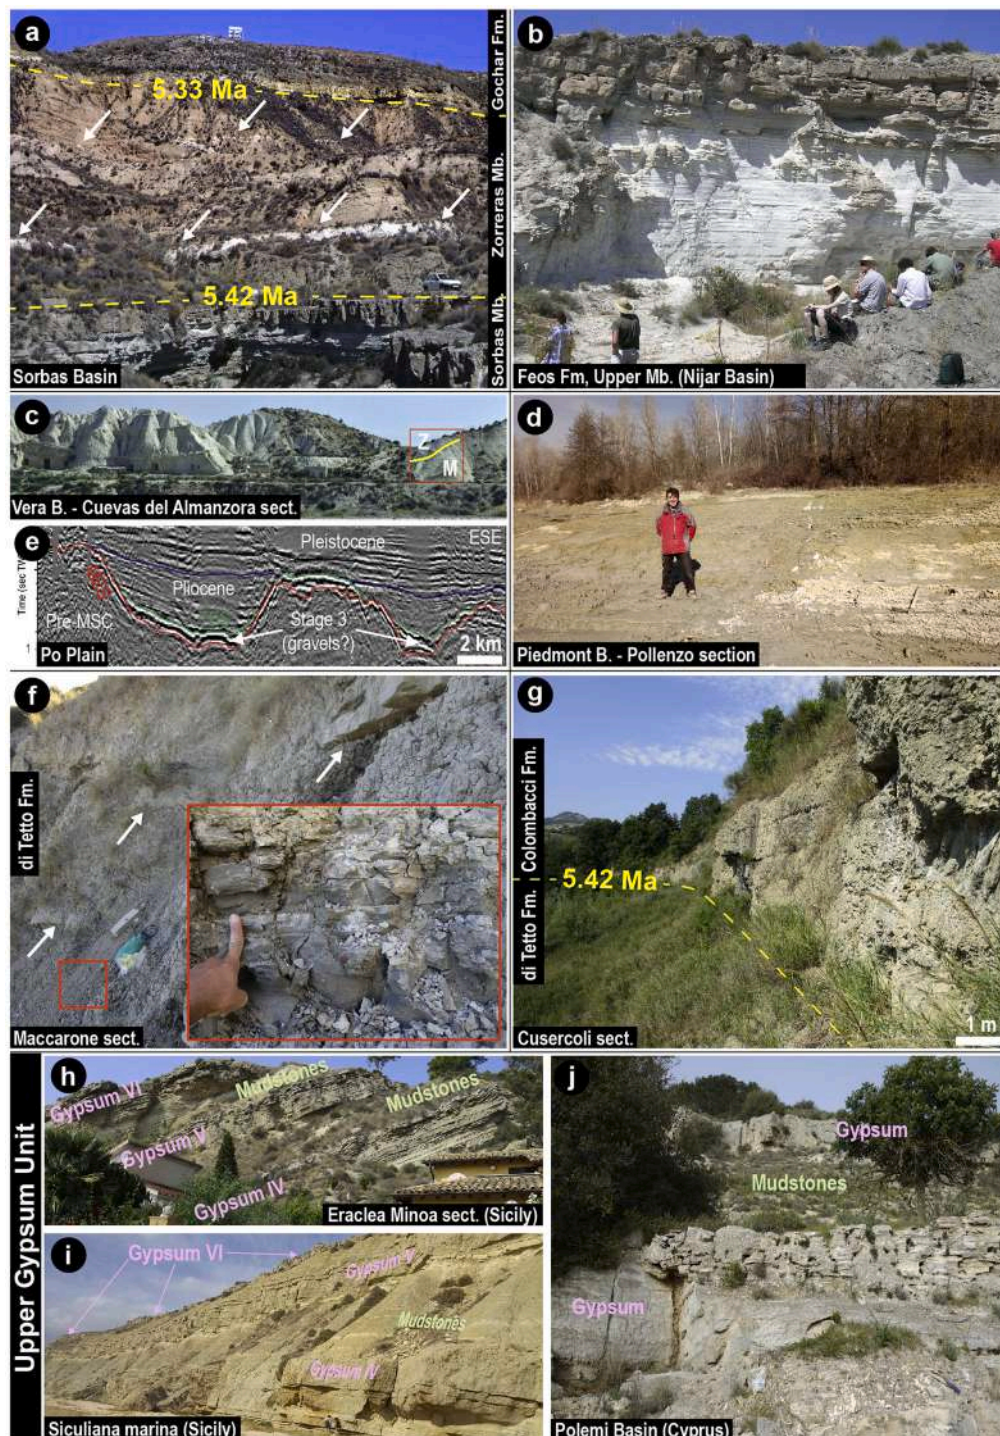 a
5.33 Ma
5.42 Ma
Sorbas Basin
Gochar Fm.
Zorreras Mb.
Sorbas Mb.
b
Feos Fm, Upper Mb. (Nijar Basin)
c
Z
M
Vera B. - Cuevas del Almanzora sect.
d
Piedmont B. - Pollenzo section
e
Pleistocene
ESE
Pliocene
Pre-MSC
Stage 3
(gravels?)
2 km
1
Time (sec TW
Po Plain
f
di Tetto Fm.
Maccarone sect.
g
Colombacci Fm.
5.42 Ma
di Tetto Fm.
1 m
Cusercoli sect.
Upper Gypsum Unit
h
Gypsum VI
Mudstones
Mudstones
Gypsum V
Gypsum IV
Eraclea Minoa sect. (Sicily)
i
Gypsum VI
Gypsum V
Mudstones
Gypsum IV
Siculiana marina (Sicily)
j
Gypsum
Mudstones
Gypsum
Polemi Basin (Cyprus)